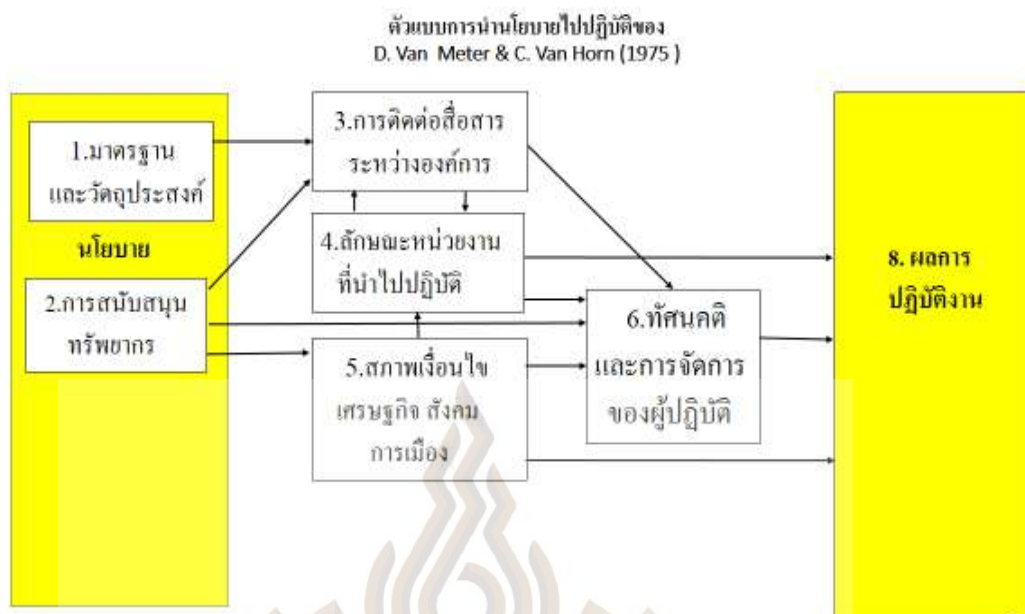 ตัวแบบการนำนโยบายไปปฏิบัติของ
D. Van Meter & C. Van Horn (1975 )
1.มาตรฐาน
และวัตถุประสงค์
นโยบาย
2.การสนับสนุน
ทรัพยากร
3.การติดต่อสื่อสาร
ระหว่างองค์การ
4.ลักษณะหน่วยงาน
ที่นำไปปฏิบัติ
5.สภาพเงื่อนไข
เศรษฐกิจ สังคม
การเมือง
6.ทัศนคติ
และการจัดการ
ของผู้ปฏิบัติ
8. ผลการ
ปฏิบัติงาน